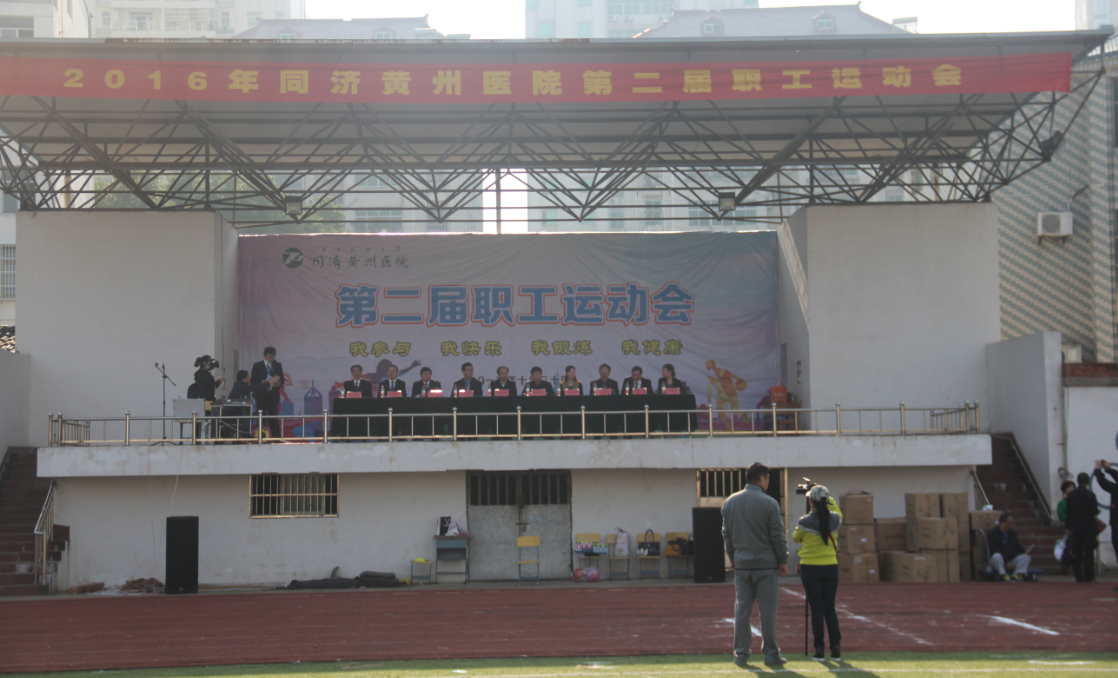 2016年同济黄州医院第二届职工运动会
同济黄州医院
第二届职工运动会
我参与 我快乐 我锻炼 我健康